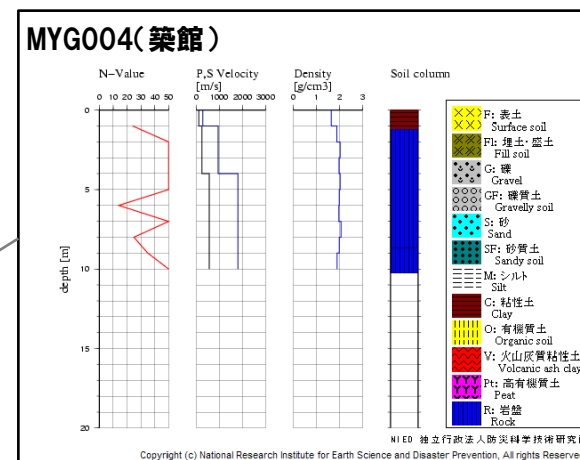 MYG004(築館)
N-Value
P,S Velocity
[m/s]
Density
[g/cm3]
Soil column
0 10 20 30 40 50
0 1000 2000 3000
0 1 2 3
0
5
10
15
20
depth [m]
F: 表土
Surface soil
Fl: 埋土・盛土
Fill soil
G: 礫
Gravel
GF: 礫質土
Gravelly soil
S: 砂
Sand
SF: 砂質土
Sandy soil
M: シルト
Silt
C: 粘性土
Clay
O: 有機質土
Organic soil
V: 火山灰質粘性土
Volcanic ash clay
Pt: 高有機質土
Peat
R: 岩盤
Rock
NIED 独立行政法人防災科学技術研究
Copyright (c) National Research Institute for Earth Science and Disaster Prevention, All rights Reserve